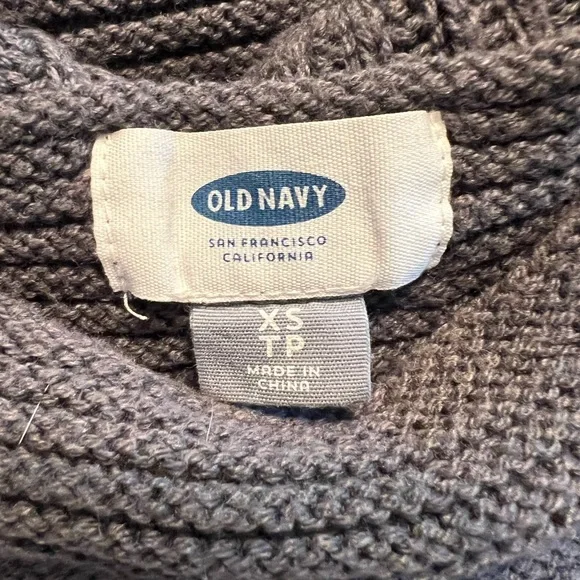 OLD NAVY
SAN FRANCISCO
CALIFORNIA
XS
TP
MADE IN
CHINA